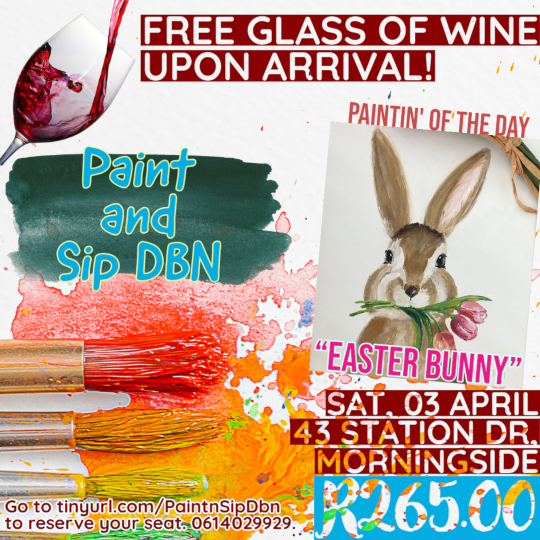 FREE GLASS OF WINE
UPON ARRIVAL!
PAINTIN' OF THE DAY
Paint
and
Sip DBN
"EASTER BUNNY"
SAT, 03 APRIL
43 STATION DR,
MORNINGSIDE
R265.00
Go to tinyurl.com/PaintnSipDbn
to reserve your seat. 0614029929.